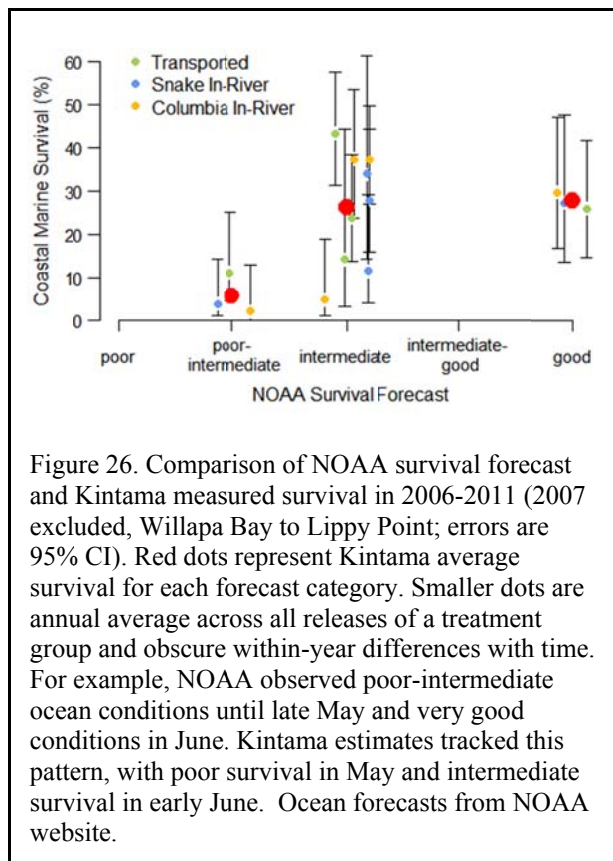 Coastal Marine Survival (%)
60
50
40
30
20
10
0
Transported
Snake In-River
Columbia In-River
poor
poor-
intermediate
intermediate
intermediate-
good
good
NOAA Survival Forecast
Figure 26. Comparison of NOAA survival forecast
and Kintama measured survival in 2006-2011 (2007
excluded, Willapa Bay to Lippy Point; errors are
95% CI). Red dots represent Kintama average
survival for each forecast category. Smaller dots are
annual average across all releases of a treatment
group and obscure within-year differences with time.
For example, NOAA observed poor-intermediate
ocean conditions until late May and very good
conditions in June. Kintama estimates tracked this
pattern, with poor survival in May and intermediate
survival in early June.  Ocean forecasts from NOAA
website.